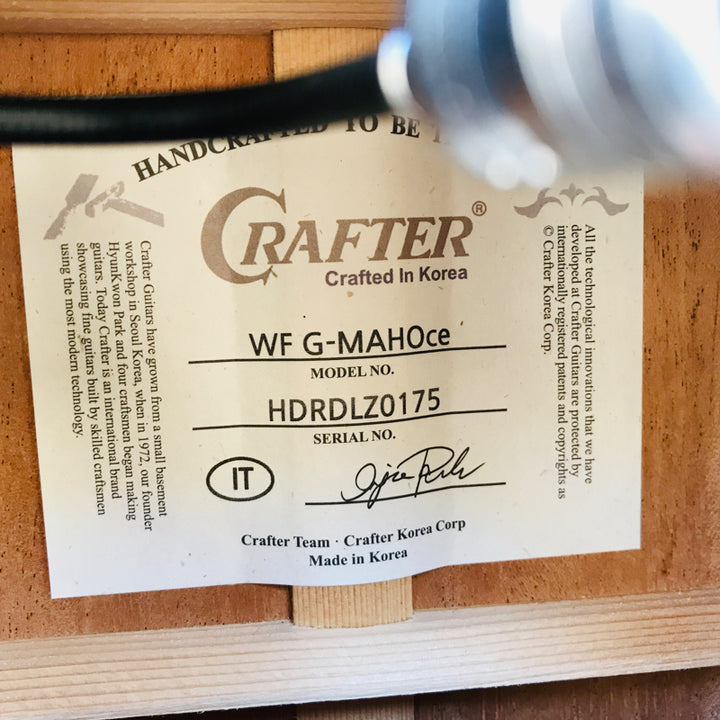 HANDCRAFTED TO BE
CRAFTER®
Crafted In Korea
WF G-MAHOce
MODEL NO.
HDRDLZ0175
SERIAL NO.
IT
Crafter Team · Crafter Korea Corp
Made in Korea
Crafter Guitars have grown from a small basement
workshop in Seoul Korea, when in 1972, our founder
HyunKwon Park and four craftsmen began making
guitars. Today Crafter is an international brand
showcasing fine guitars built by skilled craftsmen
using the most modern technology.
All the technological innovations that we have
developed at Crafter Guitars are protected by
internationally registered patents and copyrights as
© Crafter Korea Corp.